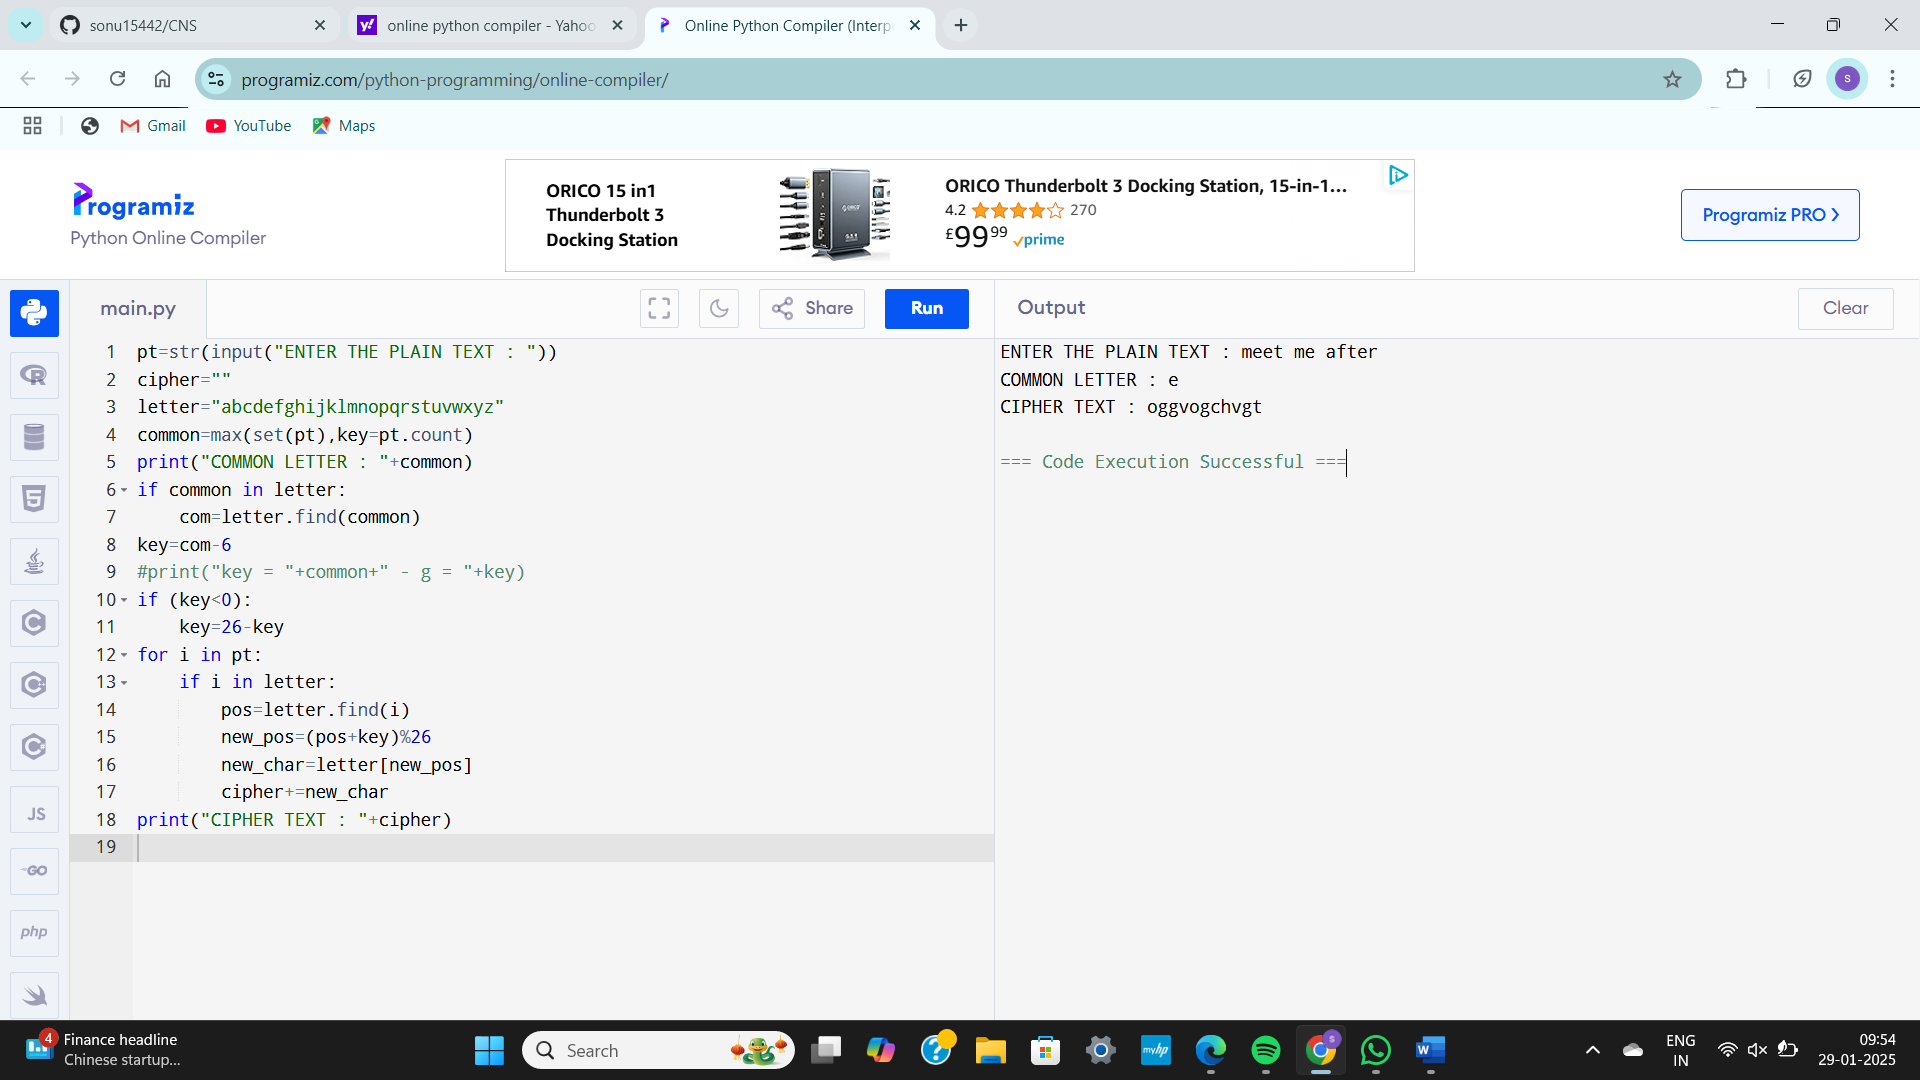 sonu15442/CNS
online python compiler - Yahoo
Online Python Compiler (Interp
programiz.com/python-programming/online-compiler/
S
Gmail
YouTube
Maps
Programiz
Python Online Compiler
ORICO 15 in1
Thunderbolt 3
Docking Station
ORICO Thunderbolt 3 Docking Station, 15-in-1...
4.2 270
£99 99 prime
Programiz PRO
main.py
Share
Run
Output
Clear
1 pt=str(input("ENTER THE PLAIN TEXT : "))
2 cipher=""
3 letter="abcdefghijklmnopqrstuvwxyz"
4 common=max(set(pt),key=pt.count)
5 print("COMMON LETTER : "+common)
6 if common in letter:
7     com=letter.find(common)
8 key=com-6
9 #print("key = "+common+" - g = "+key)
10 if (key<0):
11     key=26-key
12 for i in pt:
13     if i in letter:
14         pos=letter.find(i)
15         new_pos=(pos+key)%26
16         new_char=letter[new_pos]
17         cipher+=new_char
18 print("CIPHER TEXT : "+cipher)
19
ENTER THE PLAIN TEXT : meet me after
COMMON LETTER : e
CIPHER TEXT : oggvogchvgt
=== Code Execution Successful ===
JS
GO
php
4
Finance headline
Chinese startup...
Search
myhp
ENG
IN
09:54
29-01-2025